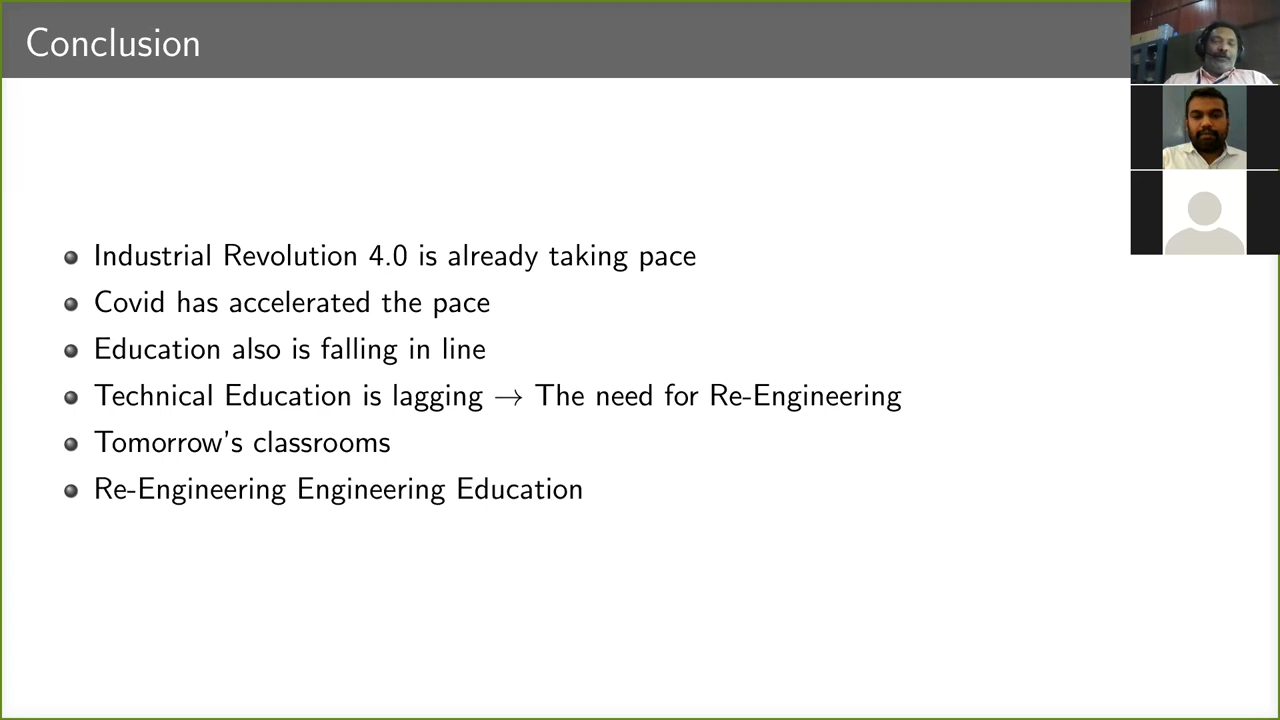 Conclusion
Industrial Revolution 4.0 is already taking pace
Covid has accelerated the pace
Education also is falling in line
Technical Education is lagging → The need for Re-Engineering
Tomorrow's classrooms
Re-Engineering Engineering Education